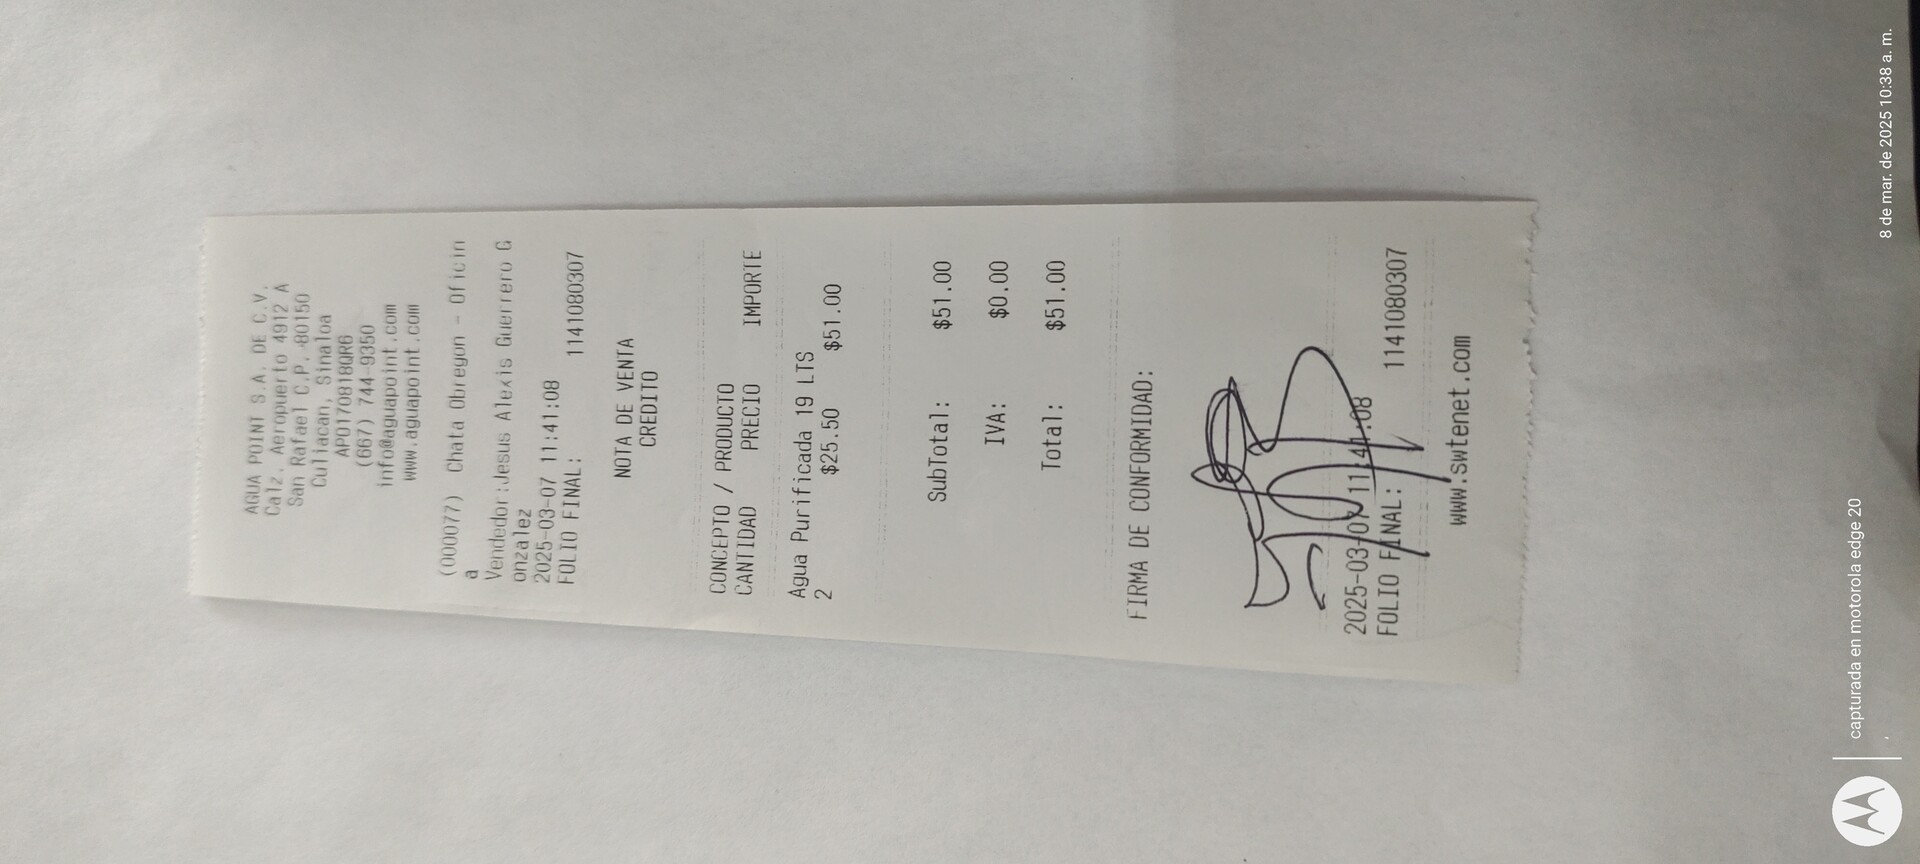 AGUA POINT S.A. DE C.V.
Calz. Aeropuerto 4912 A
San Rafael C.P. 80150
Culiacan, Sinaloa
APO170818QR6
(667) 744-9350
info@aguapoint.com
www.aguapoint.com
(000077) Chata Obregon - Oficin
a
Vendedor:Jesus Alexis Guerrero G
onzalez
2025-03-07 11:41:08
FOLIO FINAL: 1141080307
NOTA DE VENTA
CREDITO
CONCEPTO / PRODUCTO
CANTIDAD PRECIO IMPORTE
Agua Purificada 19 LTS
2 $25.50 $51.00
SubTotal: $51.00
IVA: $0.00
Total: $51.00
FIRMA DE CONFORMIDAD:
2025-03-07 11:41:08
FOLIO FINAL: 1141080307
www.swtenet.com
capturada en motorola edge 20
8 de mar. de 2025 10:38 a. m.